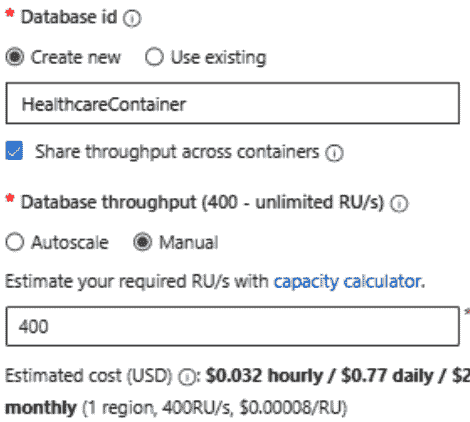 * Database id
Create new Use existing
HealthcareContainer
Share throughput across containers
* Database throughput (400 - unlimited RU/s)
Autoscale Manual
Estimate your required RU/s with capacity calculator.
400 *
Estimated cost (USD) : $0.032 hourly / $0.77 daily / $2
monthly (1 region, 400RU/s, $0.00008/RU)